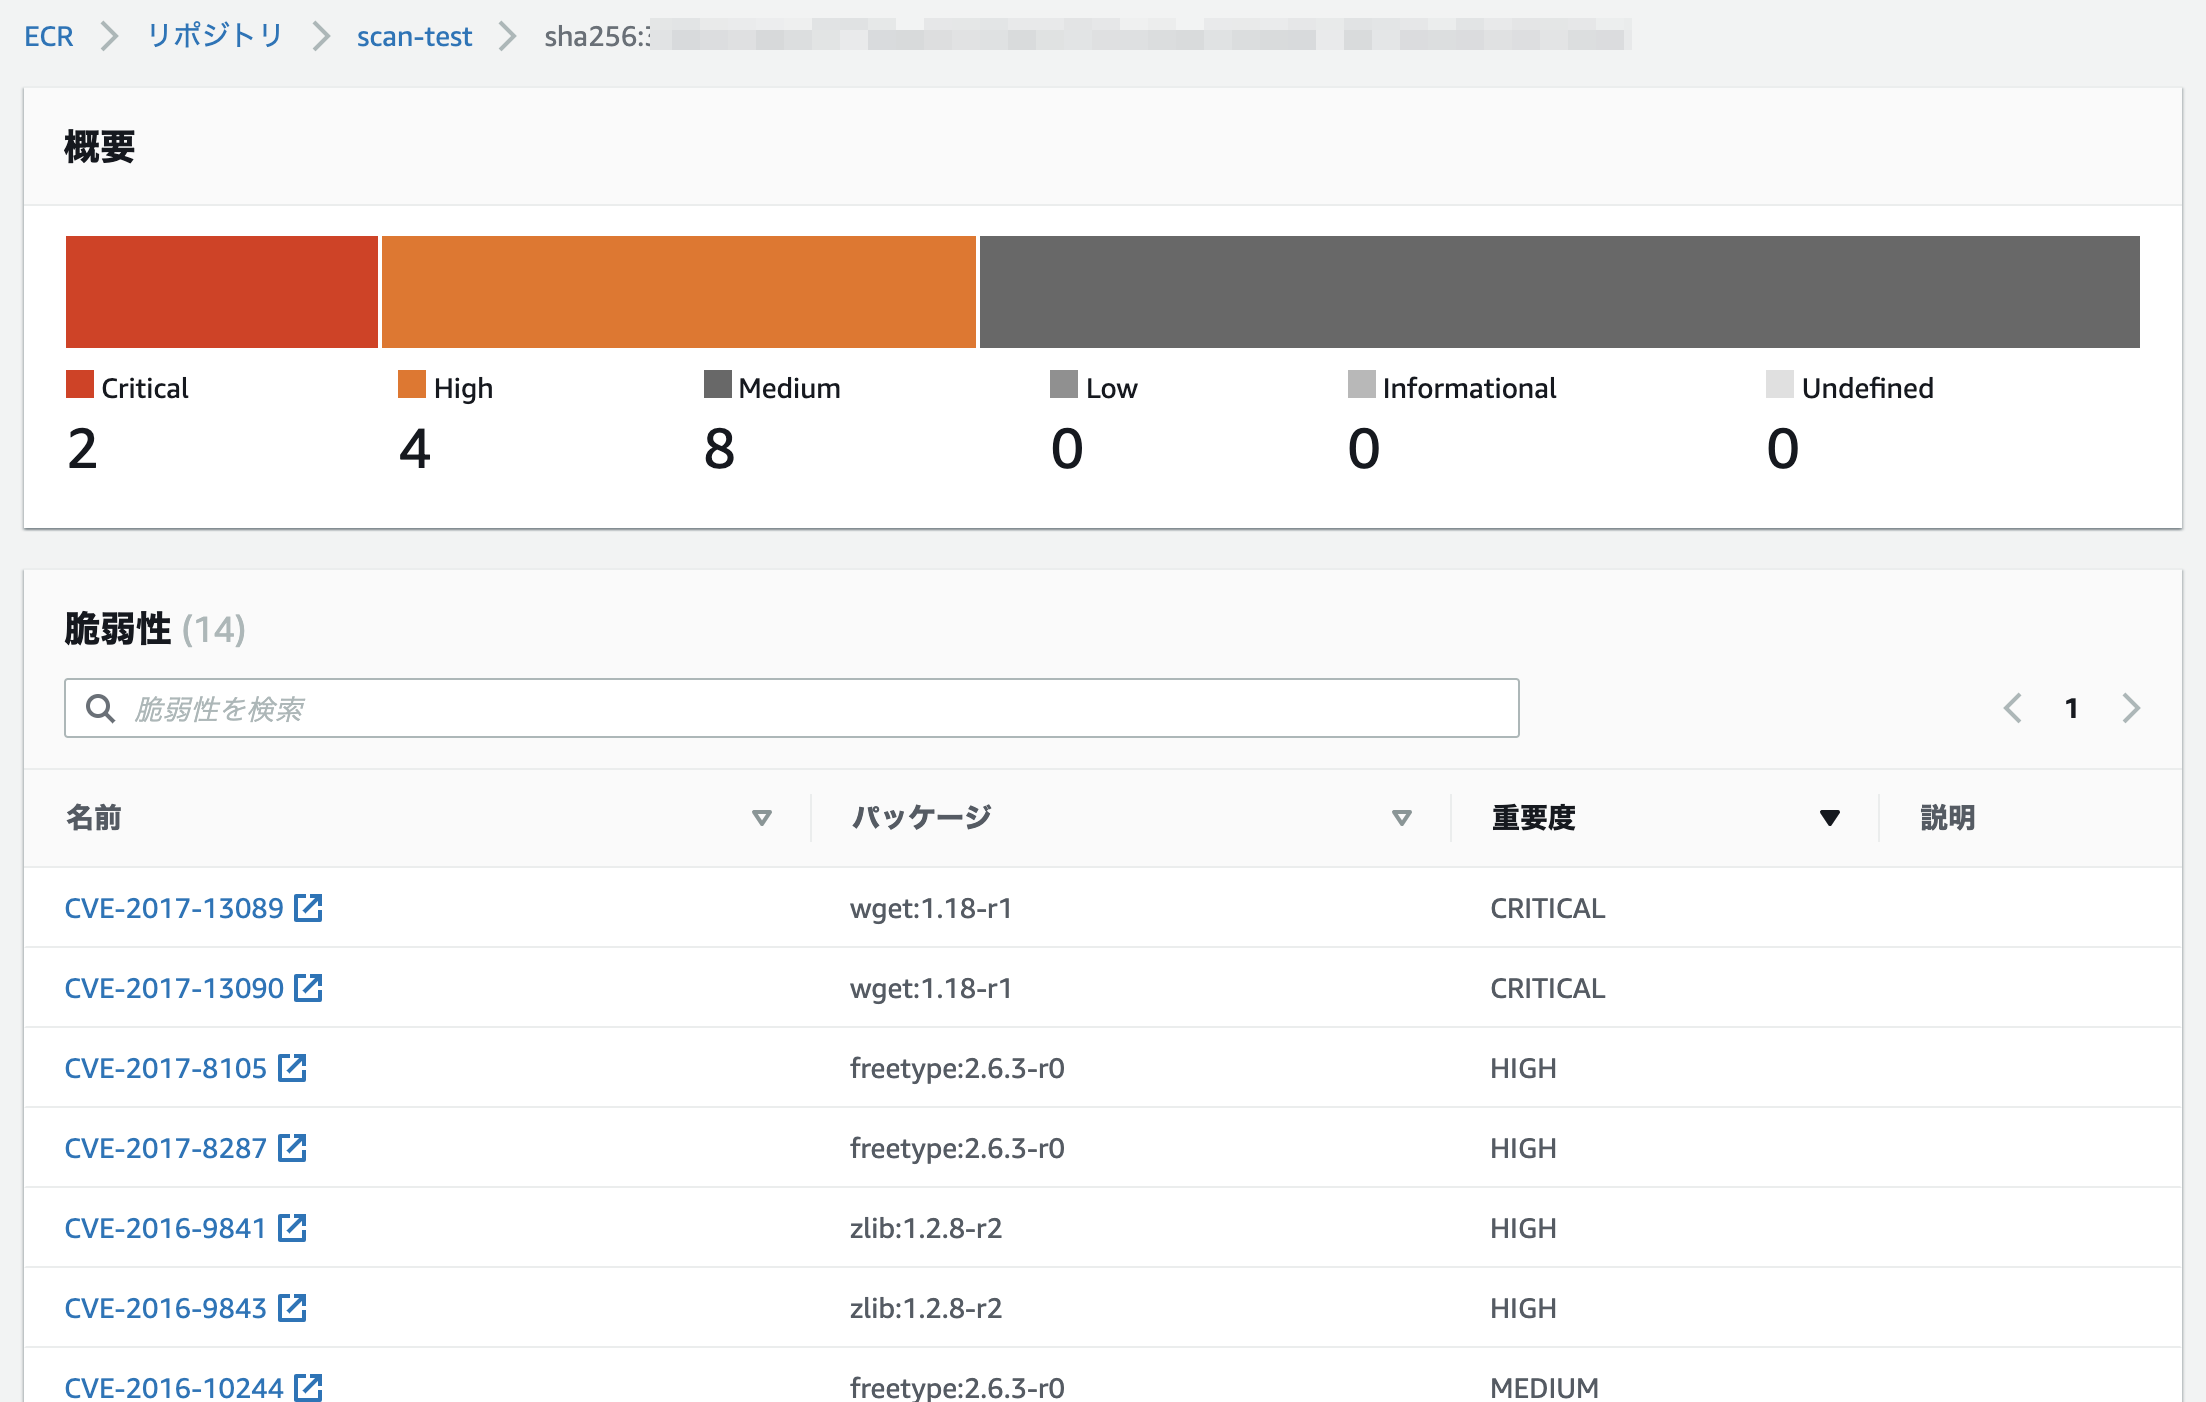 ECR リポジトリ scan-test sha256:
概要
Critical High Medium Low Informational Undefined
2 4 8 0 0 0
脆弱性 (14)
脆弱性を検索 1
名前 パッケージ 重要度 説明
CVE-2017-13089 wget:1.18-r1 CRITICAL
CVE-2017-13090 wget:1.18-r1 CRITICAL
CVE-2017-8105 freetype:2.6.3-r0 HIGH
CVE-2017-8287 freetype:2.6.3-r0 HIGH
CVE-2016-9841 zlib:1.2.8-r2 HIGH
CVE-2016-9843 zlib:1.2.8-r2 HIGH
CVE-2016-10244 freetype:2.6.3-r0 MEDIUM